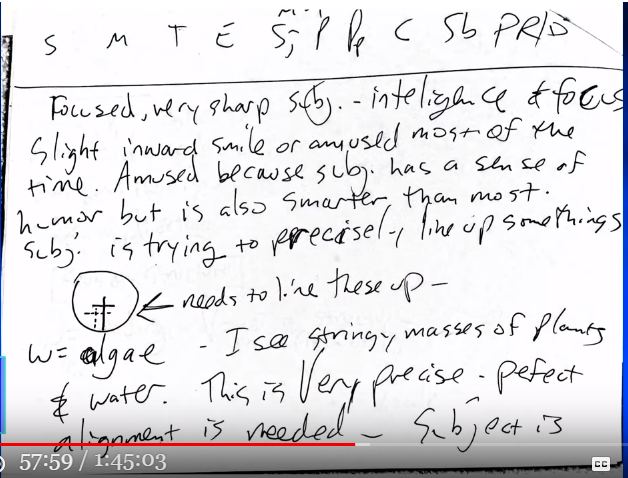 S M T E Sj P Pe C Sb PR/D
Focused, very sharp subj. - inteligence & focus
Slight inward smile or amused most of the
time. Amused because subj. has a sense of
humor but is also smarter than most.
Subj. is trying to precisely line up somethings
needs to line these up -
w= algae - I see stringy masses of plants
& water. This is Very precise - pefect
alignment is needed - Subject is
57:59 / 1:45:03
CC